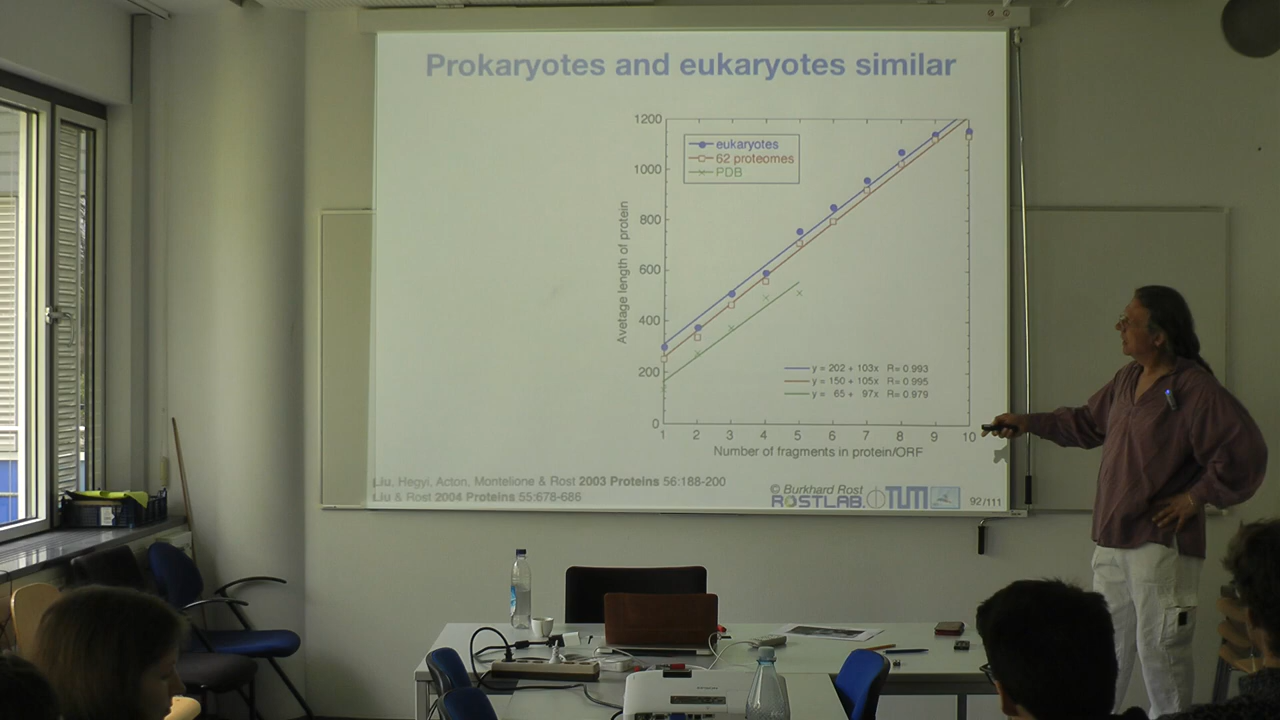 Prokaryotes and eukaryotes similar
1200
1000
800
600
400
200
0
Avetage length of protein
eukaryotes
62 proteomes
PDB
y = 202 + 103x R= 0.993
y = 150 + 105x R= 0.995
y = 65 + 97x R= 0.979
1 2 3 4 5 6 7 8 9 10
Number of fragments in protein/ORF
Liu, Hegyi, Acton, Montelione & Rost 2003 Proteins 56:188-200
Liu & Rost 2004 Proteins 55:678-686
© Burkhard Rost
ROSTLAB. TUM
92/111